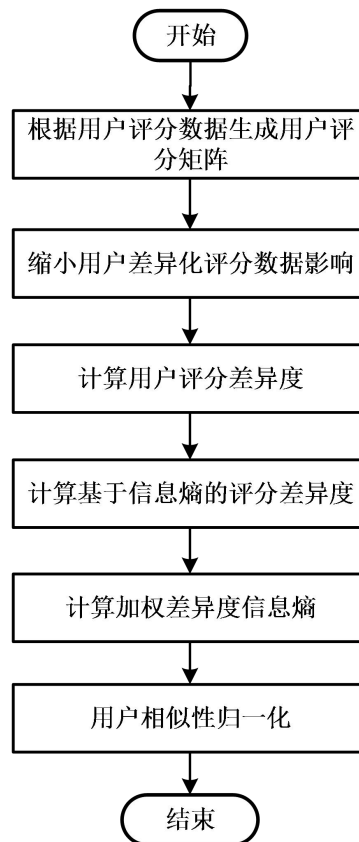 开始
根据用户评分数据生成用户评
分矩阵
缩小用户差异化评分数据影响
计算用户评分差异度
计算基于信息熵的评分差异度
计算加权差异度信息熵
用户相似性归一化
结束